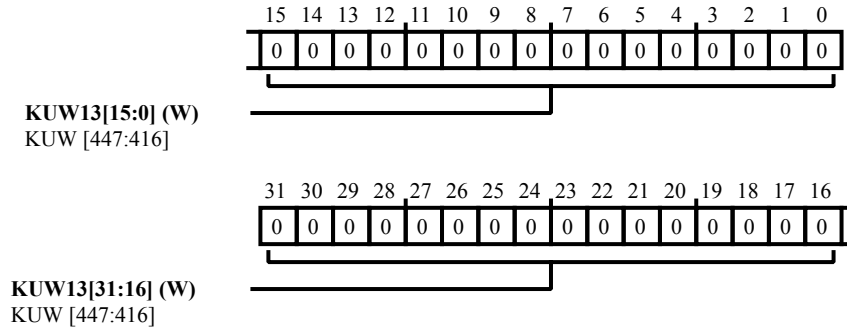 15 14 13 12 11 10 9 8 7 6 5 4 3 2 1 0
0 0 0 0 0 0 0 0 0 0 0 0 0 0 0 0
KUW13[15:0] (W)
KUW [447:416]
31 30 29 28 27 26 25 24 23 22 21 20 19 18 17 16
0 0 0 0 0 0 0 0 0 0 0 0 0 0 0 0
KUW13[31:16] (W)
KUW [447:416]